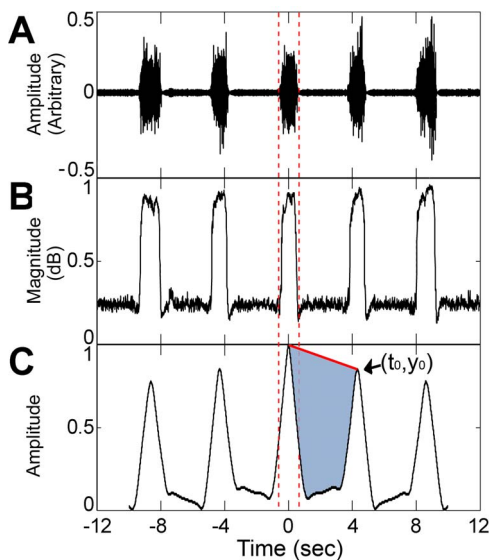 A
Amplitude
(Arbitrary)
0.5
0
-0.5
B
Magnitude
(dB)
1
0.5
0
C
Amplitude
1
0.5
0
(t₀,y₀)
-12 -8 -4 0 4 8 12
Time (sec)